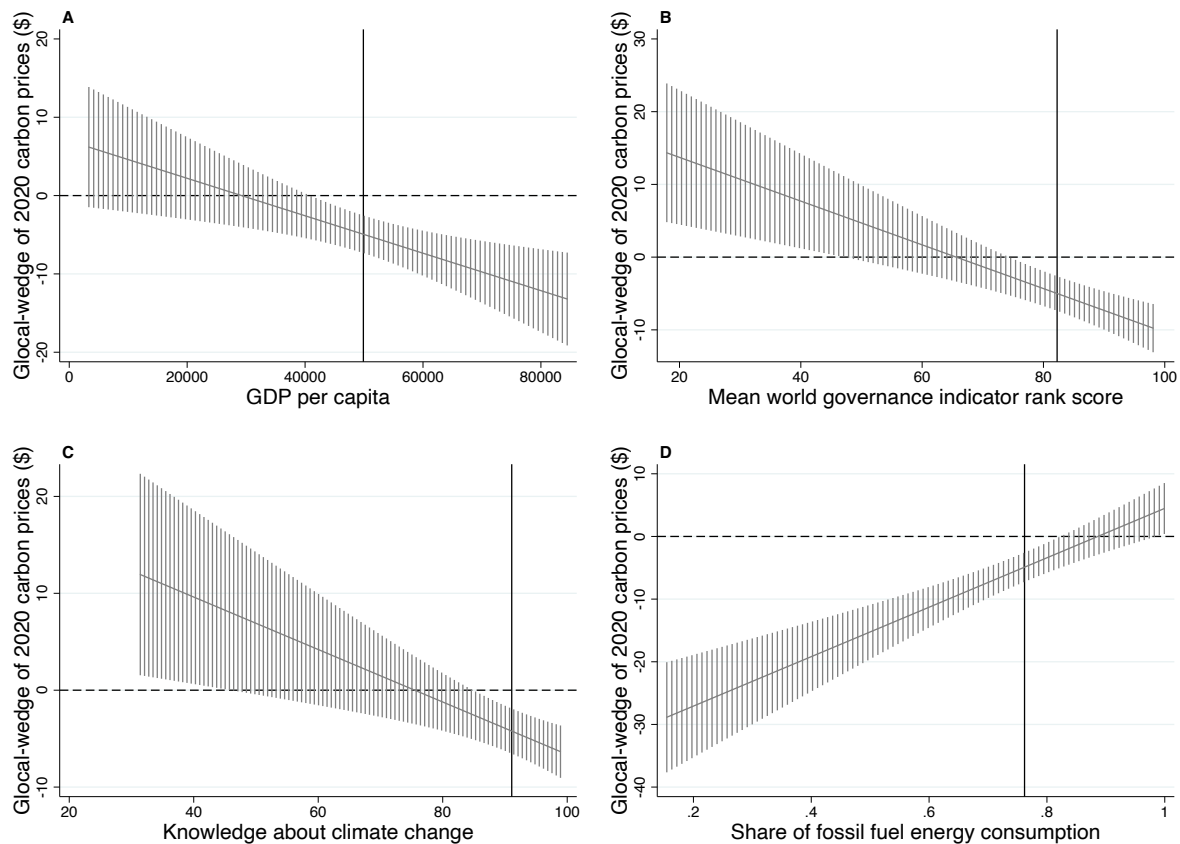 A
Glocal-wedge of 2020 carbon prices ($)
20
10
0
-10
-20
0 20000 40000 60000 80000
GDP per capita
B
Glocal-wedge of 2020 carbon prices ($)
30
20
10
0
-10
20 40 60 80 100
Mean world governance indicator rank score
C
Glocal-wedge of 2020 carbon prices ($)
20
10
0
-10
20 40 60 80 100
Knowledge about climate change
D
Glocal-wedge of 2020 carbon prices ($)
10
0
-10
-20
-30
-40
.2 .4 .6 .8 1
Share of fossil fuel energy consumption